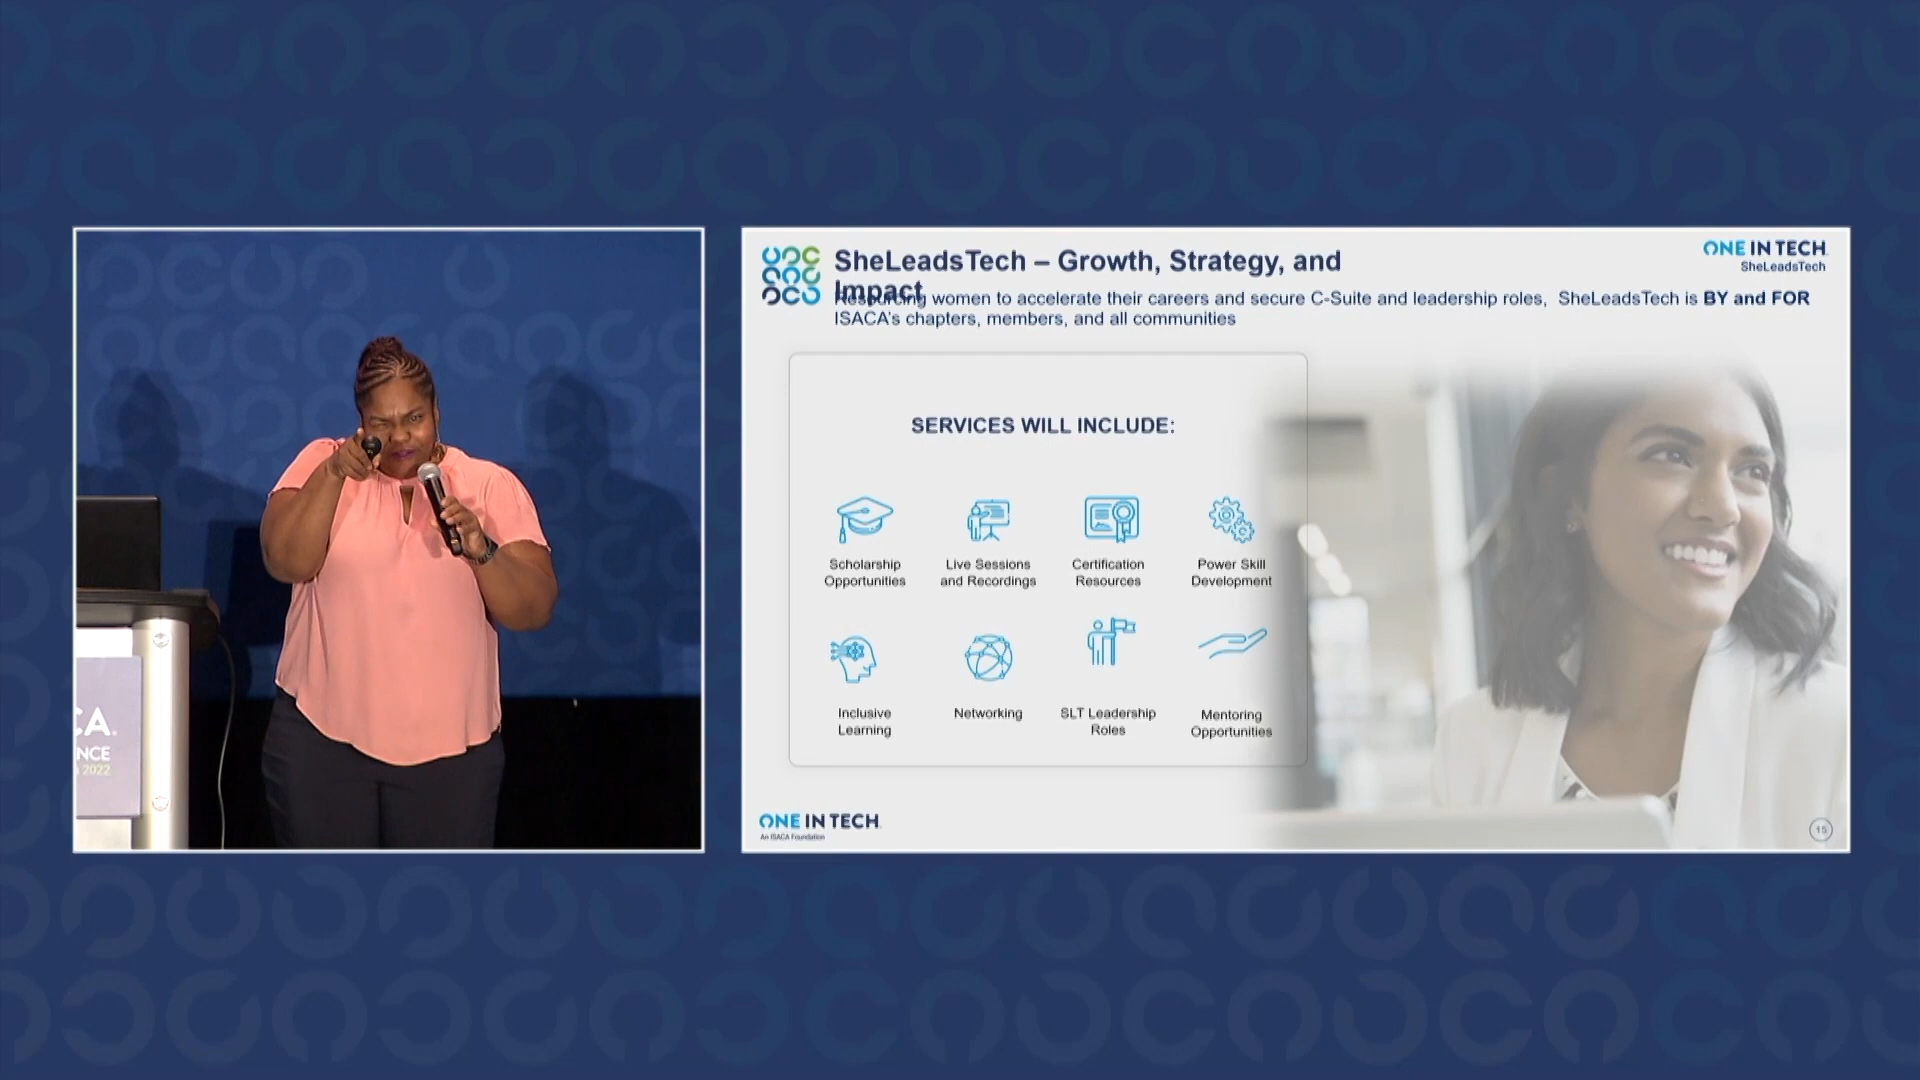 CA.
NCE
2022
SheLeadsTech – Growth, Strategy, and
Impact
ONE IN TECH
SheLeadsTech
Resourcing women to accelerate their careers and secure C-Suite and leadership roles, SheLeadsTech is BY and FOR
ISACA's chapters, members, and all communities
SERVICES WILL INCLUDE:
Scholarship
Opportunities
Live Sessions
and Recordings
Certification
Resources
Power Skill
Development
Inclusive
Learning
Networking
SLT Leadership
Roles
Mentoring
Opportunities
ONE IN TECH
An ISACA Foundation
15